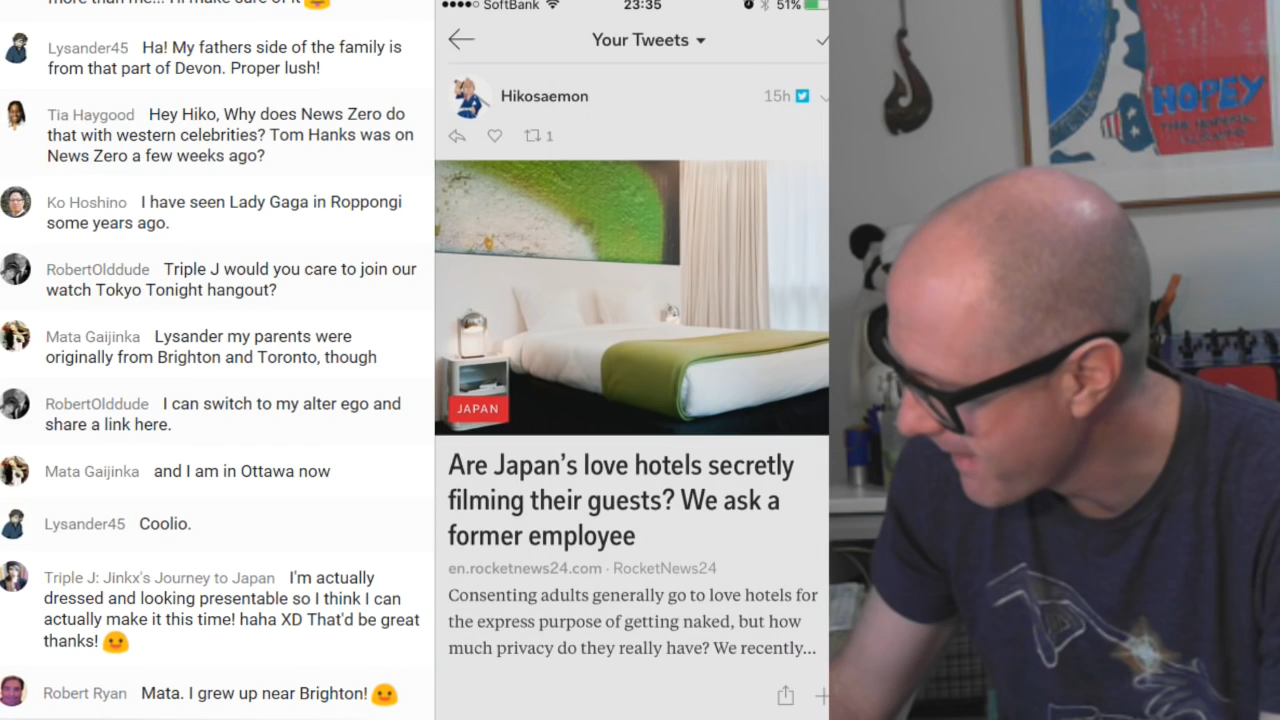 more than me... I'll make sure of it
Lysander45 Ha! My fathers side of the family is
from that part of Devon. Proper lush!
Tia Haygood Hey Hiko, Why does News Zero do
that with western celebrities? Tom Hanks was on
News Zero a few weeks ago?
Ko Hoshino I have seen Lady Gaga in Roppongi
some years ago.
RobertOlddude Triple J would you care to join our
watch Tokyo Tonight hangout?
Mata Gaijinka Lysander my parents were
originally from Brighton and Toronto, though
RobertOlddude I can switch to my alter ego and
share a link here.
Mata Gaijinka and I am in Ottawa now
Lysander45 Coolio.
Triple J: Jinkx's Journey to Japan I'm actually
dressed and looking presentable so I think I can
actually make it this time! haha XD That'd be great
thanks!
Robert Ryan Mata. I grew up near Brighton!
SoftBank 23:35 51%
Your Tweets
Hikosaemon 15h
1
JAPAN
Are Japan's love hotels secretly
filming their guests? We ask a
former employee
en.rocketnews24.com · RocketNews24
Consenting adults generally go to love hotels for
the express purpose of getting naked, but how
much privacy do they really have? We recently...
HOPEY